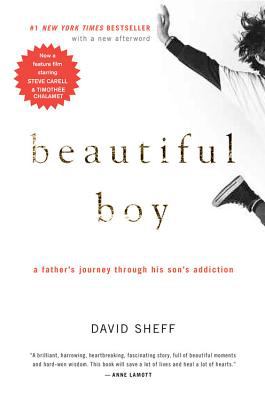 #1 NEW YORK TIMES BESTSELLER
with a new afterword
Now a
feature film
starring
STEVE CARELL
& TIMOTHÉE
CHALAMET
beautiful
boy
a father's journey through his son's addiction
DAVID SHEFF
"A brilliant, harrowing, heartbreaking, fascinating story, full of beautiful moments
and hard-won wisdom. This book will save a lot of lives and heal a lot of hearts."
— ANNE LAMOTT